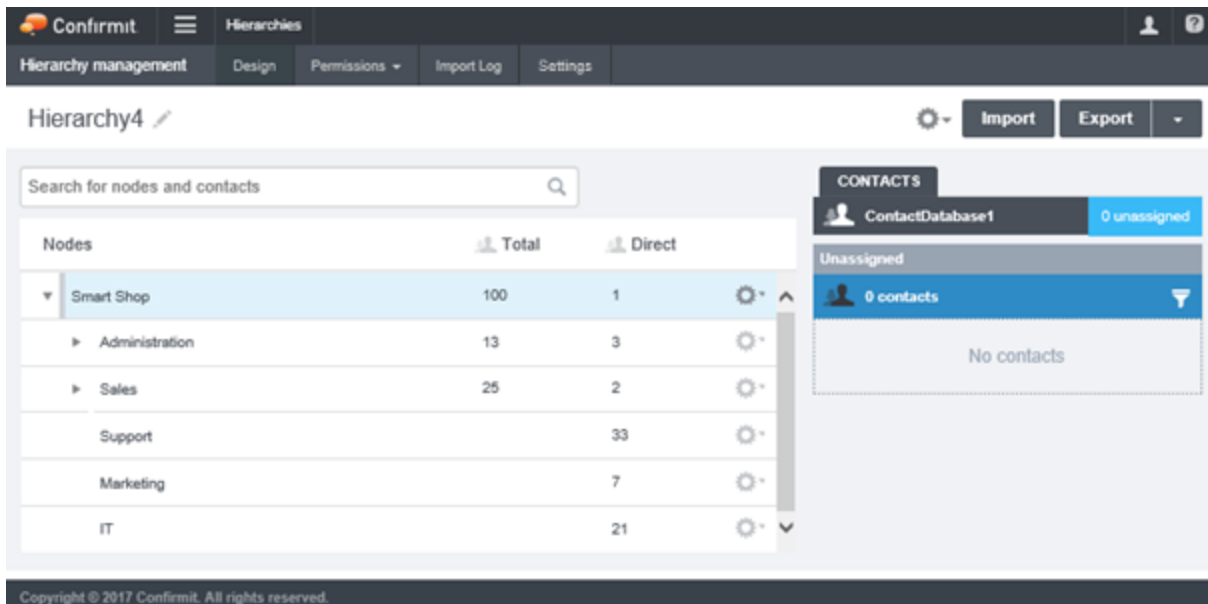 Confirmit Hierarchies
Hierarchy management Design Permissions Import Log Settings
Hierarchy4 Import Export
Search for nodes and contacts
Nodes Total Direct
Smart Shop 100 1
Administration 13 3
Sales 25 2
Support 33
Marketing 7
IT 21
CONTACTS
ContactDatabase1 0 unassigned
Unassigned
0 contacts
No contacts
Copyright © 2017 Confirmit. All rights reserved.